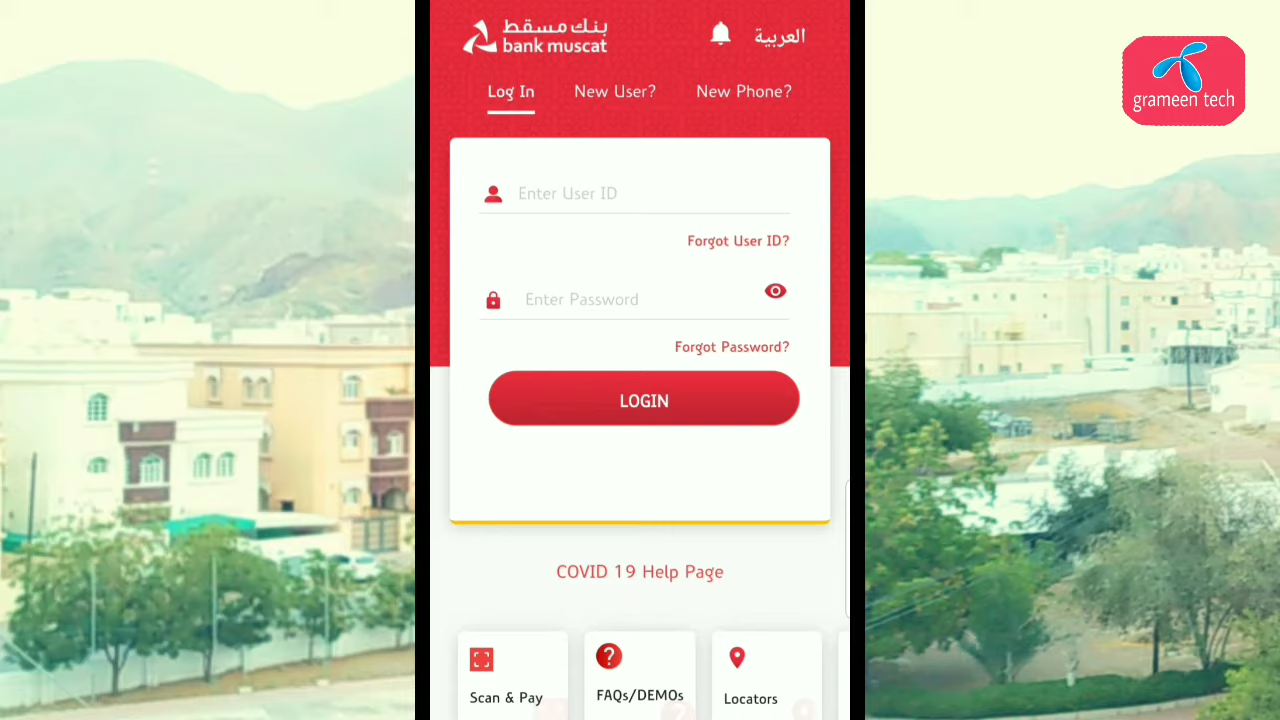 بنك مسقط
bank muscat
العربية
Log In
New User?
New Phone?
grameen tech
Enter User ID
Forgot User ID?
Enter Password
Forgot Password?
LOGIN
COVID 19 Help Page
Scan & Pay
FAQs/DEMOs
Locators